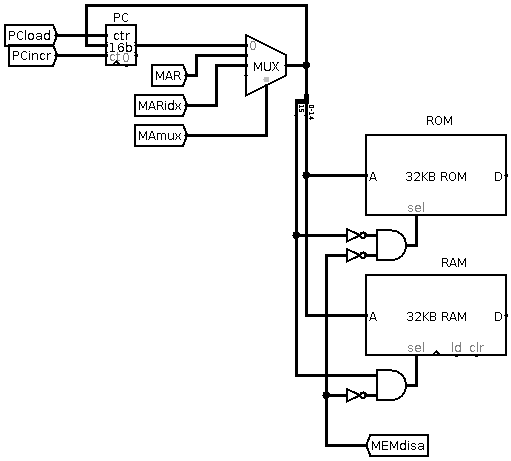 PC
PCload
ctr
16b
PCincr
ct0
0
MUX
MAR
MARidx
MAmux
15
0-14
ROM
A
32KB ROM
D
sel
RAM
A
32KB RAM
D
sel
ld
clr
MEMdisa